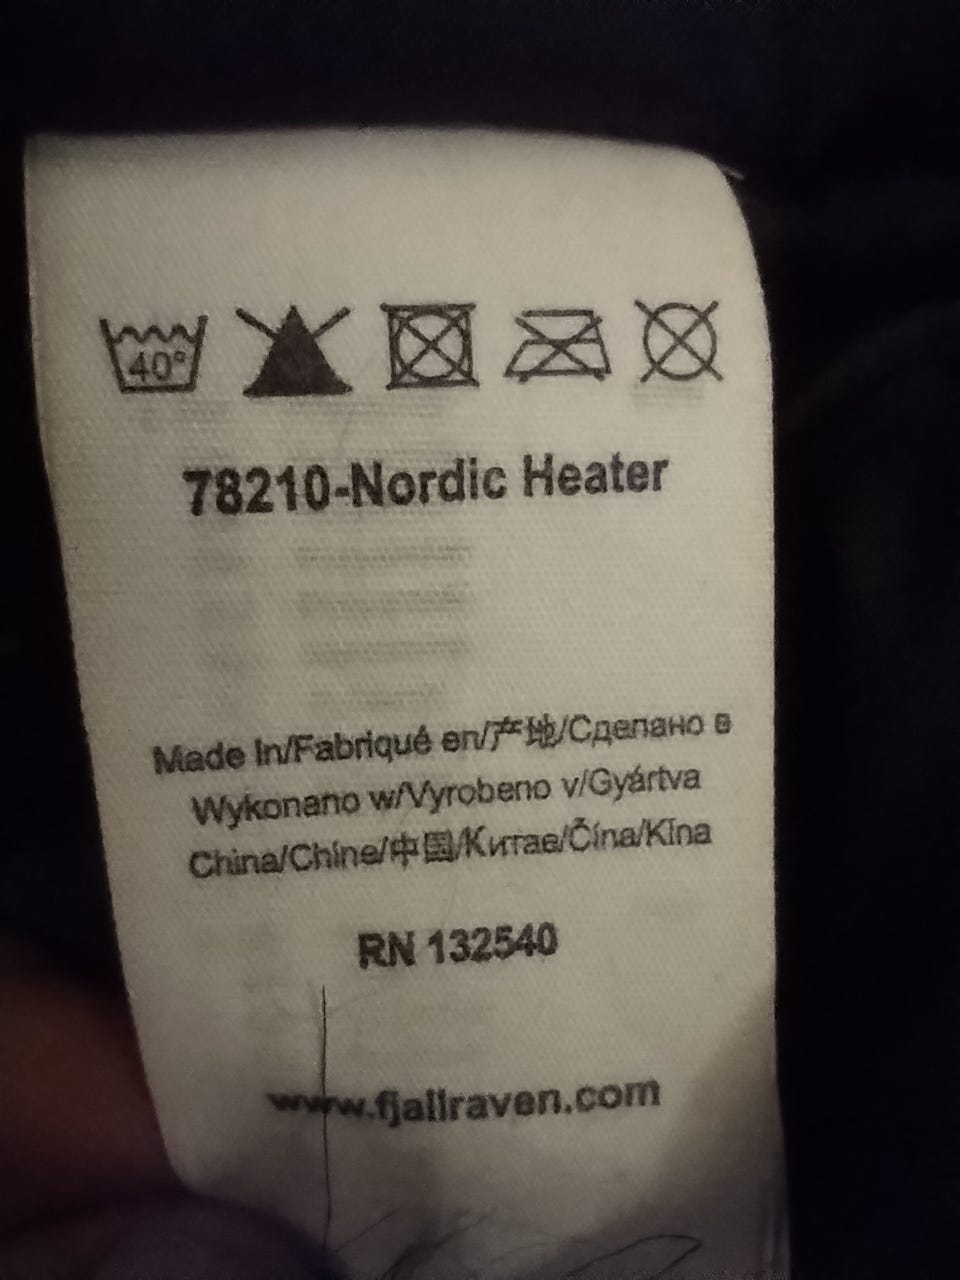 40°
78210-Nordic Heater
Made In/Fabriqué en/产地/Сделано в
Wykonano w/Vyrobeno v/Gyártva
China/Chine/中国/Китае/Čína/Kína
RN 132540
www.fjallraven.com